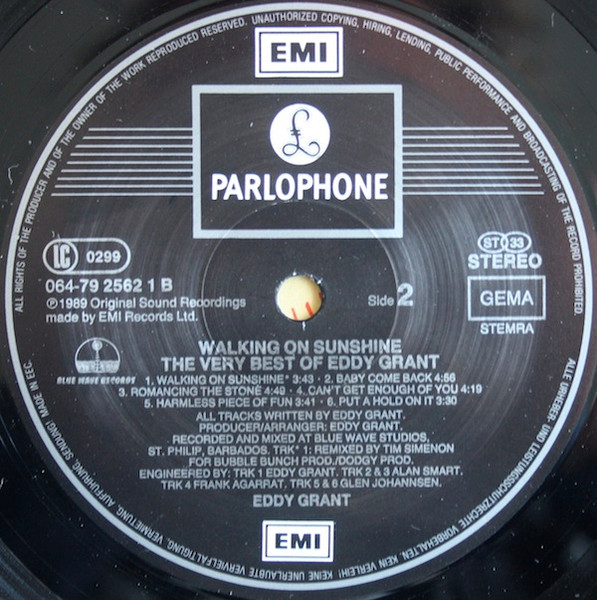 ALL RIGHTS OF THE PRODUCER AND OF THE OWNER OF THE WORK REPRODUCED RESERVED. UNAUTHORIZED COPYING, HIRING, LENDING, PUBLIC PERFORMANCE AND BROADCASTING OF THE RECORD PROHIBITED.
EMI
£
PARLOPHONE
LC 0299
064-79 2562 1 B
℗1989 Original Sound Recordings
made by EMI Records Ltd.
Side 2
ST 33
STEREO
GEMA
STEMRA
BLUE WAVE RECORDS
WALKING ON SUNSHINE
THE VERY BEST OF EDDY GRANT
1. WALKING ON SUNSHINE* 3:43 · 2. BABY COME BACK 4:56
3. ROMANCING THE STONE 4:49 · 4. CAN'T GET ENOUGH OF YOU 4:19
5. HARMLESS PIECE OF FUN 3:41 · 6. PUT A HOLD ON IT 3:30
ALL TRACKS WRITTEN BY EDDY GRANT.
PRODUCER/ARRANGER: EDDY GRANT.
RECORDED AND MIXED AT BLUE WAVE STUDIOS,
ST. PHILIP, BARBADOS. TRK* 1: REMIXED BY TIM SIMENON
FOR BUBBLE BUNCH PROD./DODGY PROD.
ENGINEERED BY: TRK 1 EDDY GRANT. TRK 2 & 3 ALAN SMART.
TRK 4 FRANK AGARRAT. TRK 5 & 6 GLEN JOHANNSEN.
EDDY GRANT
EMI
ALLE URHEBER- UND LEISTUNGSSCHUTZRECHTE VORBEHALTEN. KEIN VERLEIH! KEINE UNERLAUBTE VERVIELFÄLTIGUNG, VERMIETUNG, AUFFÜHRUNG, SENDUNG! MADE IN EEC.